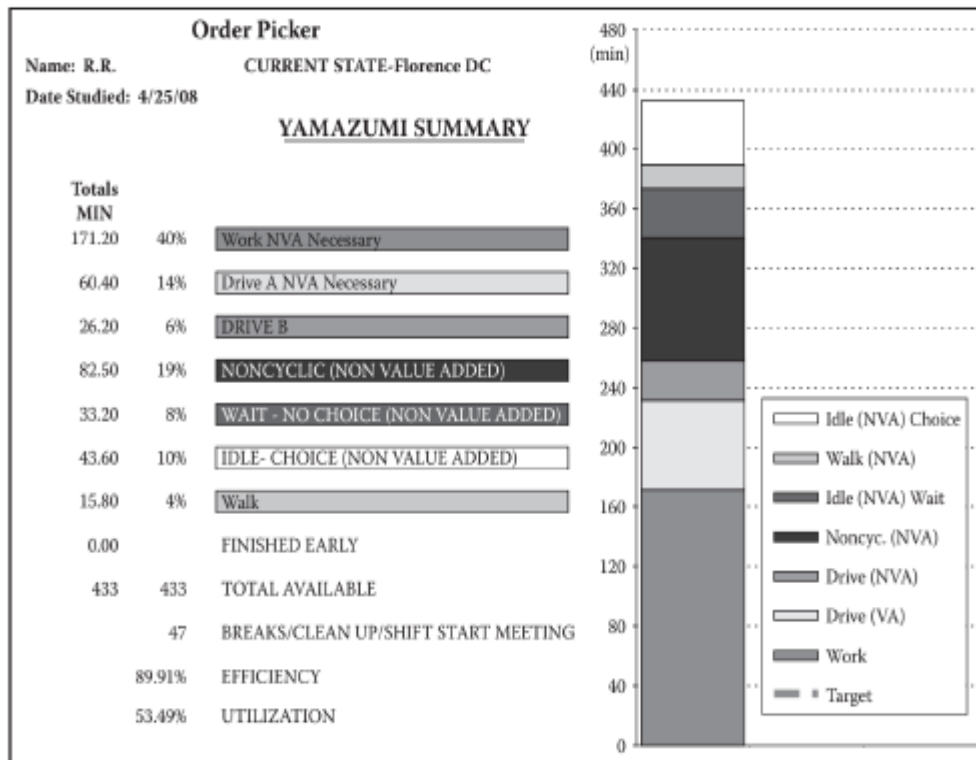 Order Picker
Name: R.R. CURRENT STATE-Florence DC
Date Studied: 4/25/08
YAMAZUMI SUMMARY
Totals
MIN
171.20 40% Work NVA Necessary
60.40 14% Drive A NVA Necessary
26.20 6% DRIVE B
82.50 19% NONCYCLIC (NON VALUE ADDED)
33.20 8% WAIT - NO CHOICE (NON VALUE ADDED)
43.60 10% IDLE- CHOICE (NON VALUE ADDED)
15.80 4% Walk
0.00 FINISHED EARLY
433 433 TOTAL AVAILABLE
47 BREAKS/CLEAN UP/SHIFT START MEETING
89.91% EFFICIENCY
53.49% UTILIZATION
480
(min)
440
400
360
320
280
240
200
160
120
80
40
0
Idle (NVA) Choice
Walk (NVA)
Idle (NVA) Wait
Noncyc. (NVA)
Drive (NVA)
Drive (VA)
Work
Target